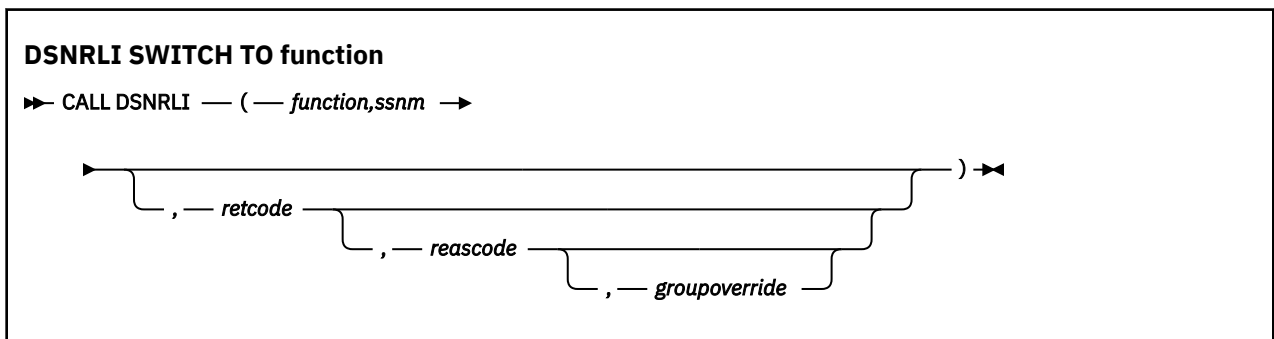 DSNRLI SWITCH TO function
CALL DSNRLI ( function,ssnm
)
, retcode
, reascode
, groupoverride